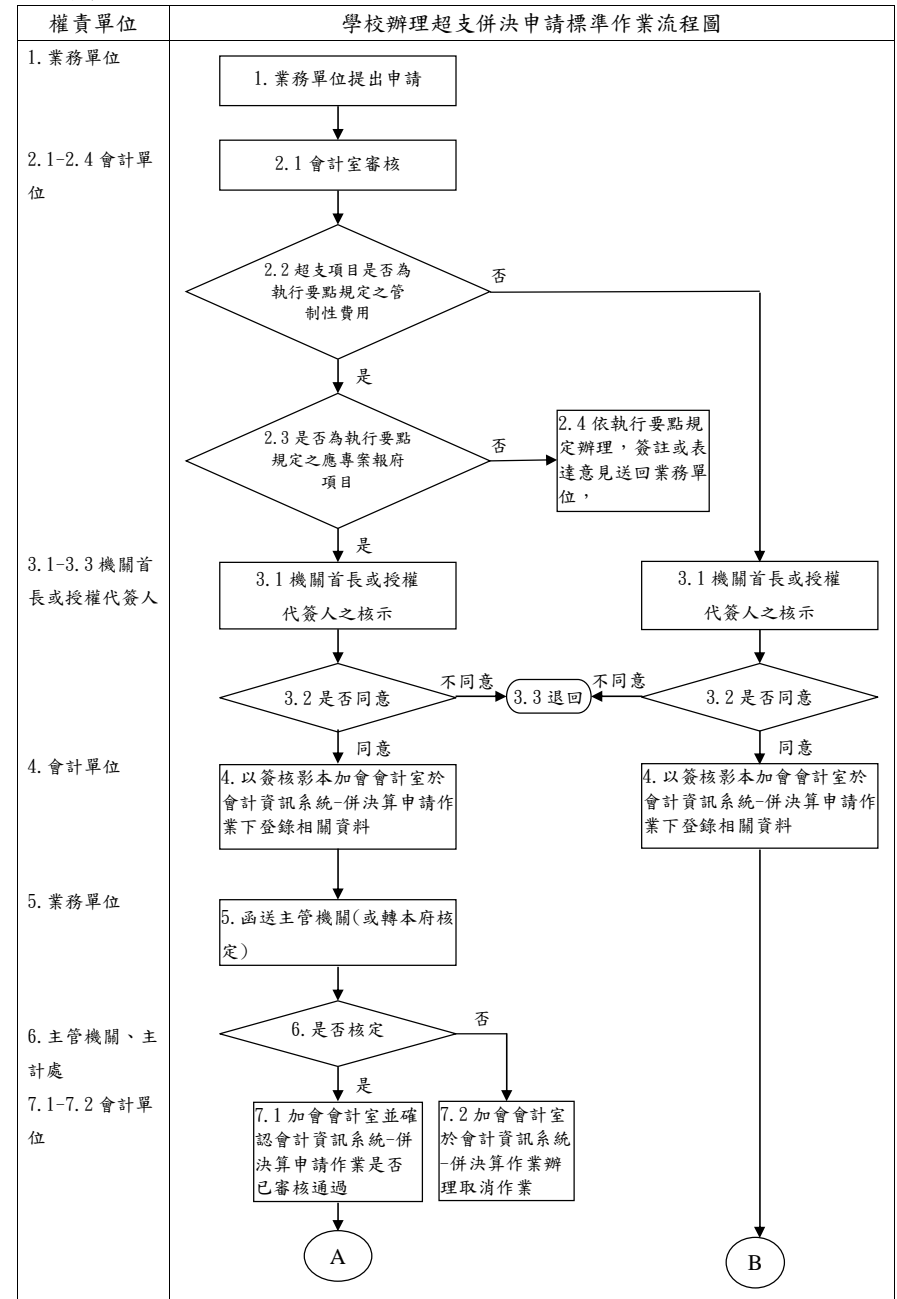 權責單位
學校辦理超支併決申請標準作業流程圖
1.業務單位
1.業務單位提出申請
2.1-2.4會計單
位
2.1會計室審核
2.2超支項目是否為
執行要點規定之管
制性費用
否
是
2.3是否為執行要點
規定之應專案報府
項目
否
2.4依執行要點規
定辦理，簽註或表
達意見送回業務單
位，
是
3.1-3.3機關首
長或授權代簽人
3.1機關首長或授權
代簽人之核示
3.1機關首長或授權
代簽人之核示
3.2是否同意
不同意
3.3退回
不同意
3.2是否同意
同意
同意
4.會計單位
4.以簽核影本加會會計室於
會計資訊系統-併決算申請作
業下登錄相關資料
4.以簽核影本加會會計室於
會計資訊系統-併決算申請作
業下登錄相關資料
5.業務單位
5.函送主管機關(或轉本府核
定)
6.主管機關、主
計處
6.是否核定
否
是
7.1-7.2會計單
位
7.1加會會計室並確
認會計資訊系統-併
決算申請作業是否
已審核通過
7.2加會會計室
於會計資訊系統
-併決算作業辦
理取消作業
A
B